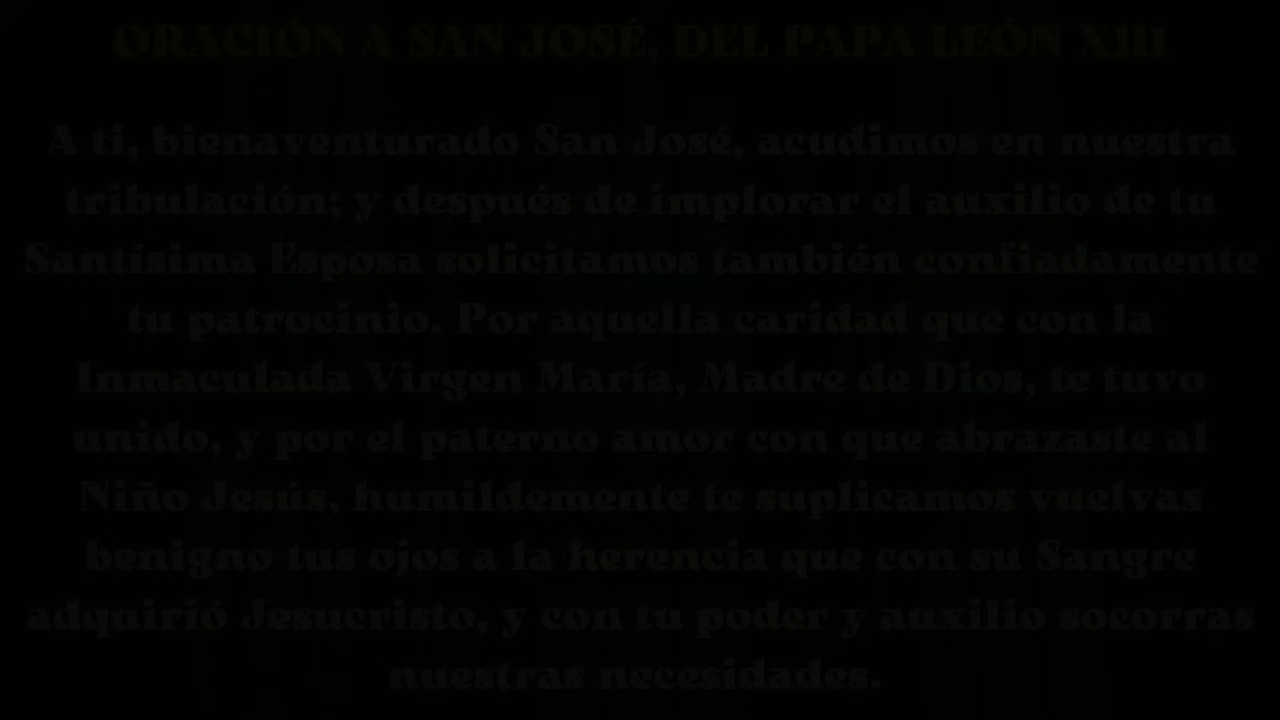 ORACIÓN A SAN JOSÉ, DEL PAPA LEÓN XIII
A ti, bienaventurado San José, acudimos en nuestra
tribulación; y después de implorar el auxilio de tu
Santísima Esposa solicitamos también confiadamente
tu patrocinio. Por aquella caridad que con la
Inmaculada Virgen María, Madre de Dios, te tuvo
unido, y por el paterno amor con que abrazaste al
Niño Jesús, humildemente te suplicamos vuelvas
benigno tus ojos a la herencia que con su Sangre
adquirió Jesucristo, y con tu poder y auxilio socorras
nuestras necesidades.